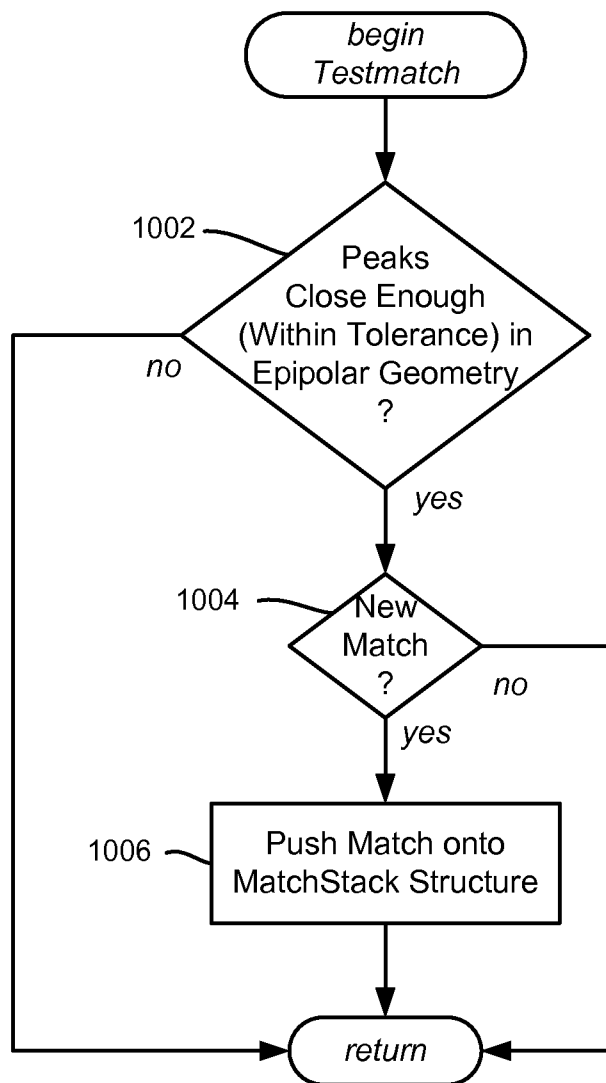 begin
Testmatch
1002
Peaks
Close Enough
(Within Tolerance) in
Epipolar Geometry
?
no
yes
1004
New
Match
?
no
yes
1006
Push Match onto
MatchStack Structure
return